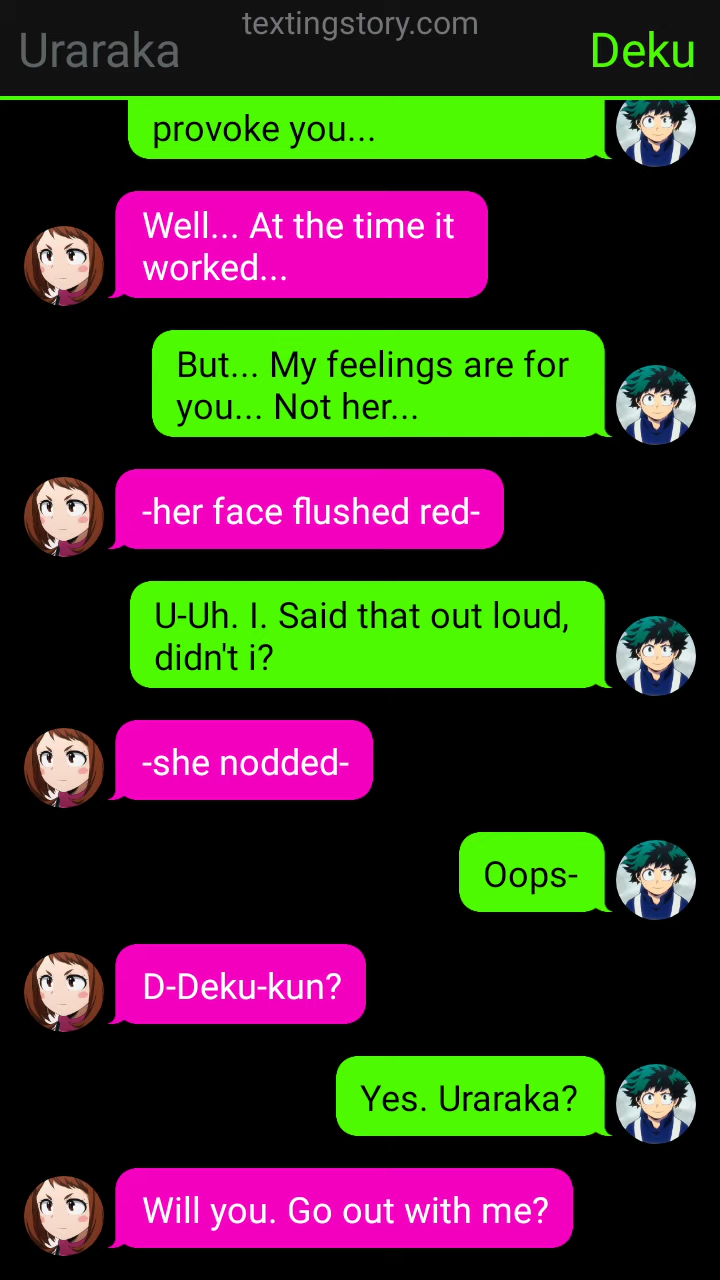 textingstory.com
Uraraka
Deku
provoke you...
Well... At the time it
worked...
But... My feelings are for
you... Not her...
-her face flushed red-
U-Uh. I. Said that out loud,
didn't i?
-she nodded-
Oops-
D-Deku-kun?
Yes. Uraraka?
Will you. Go out with me?